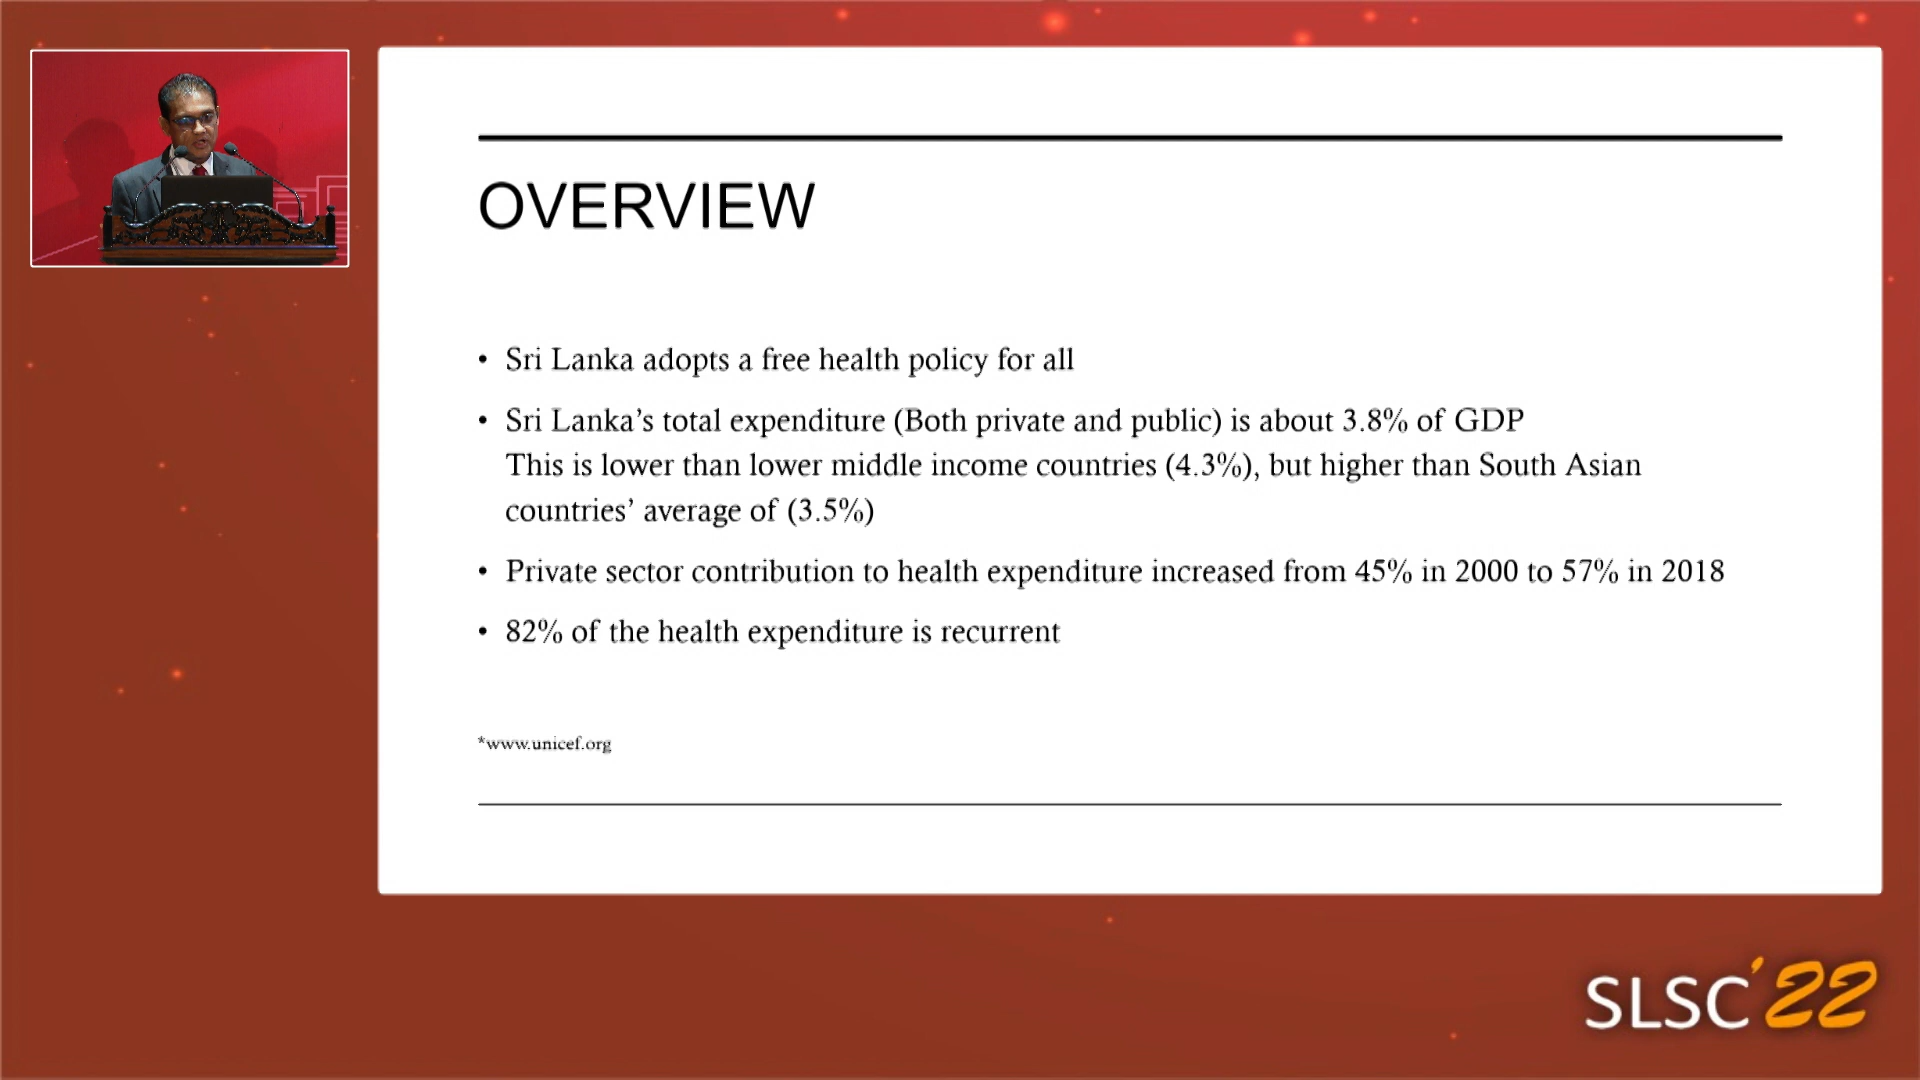 OVERVIEW
• Sri Lanka adopts a free health policy for all
• Sri Lanka’s total expenditure (Both private and public) is about 3.8% of GDP
This is lower than lower middle income countries (4.3%), but higher than South Asian
countries’ average of (3.5%)
• Private sector contribution to health expenditure increased from 45% in 2000 to 57% in 2018
• 82% of the health expenditure is recurrent
*www.unicef.org
SLSC’22